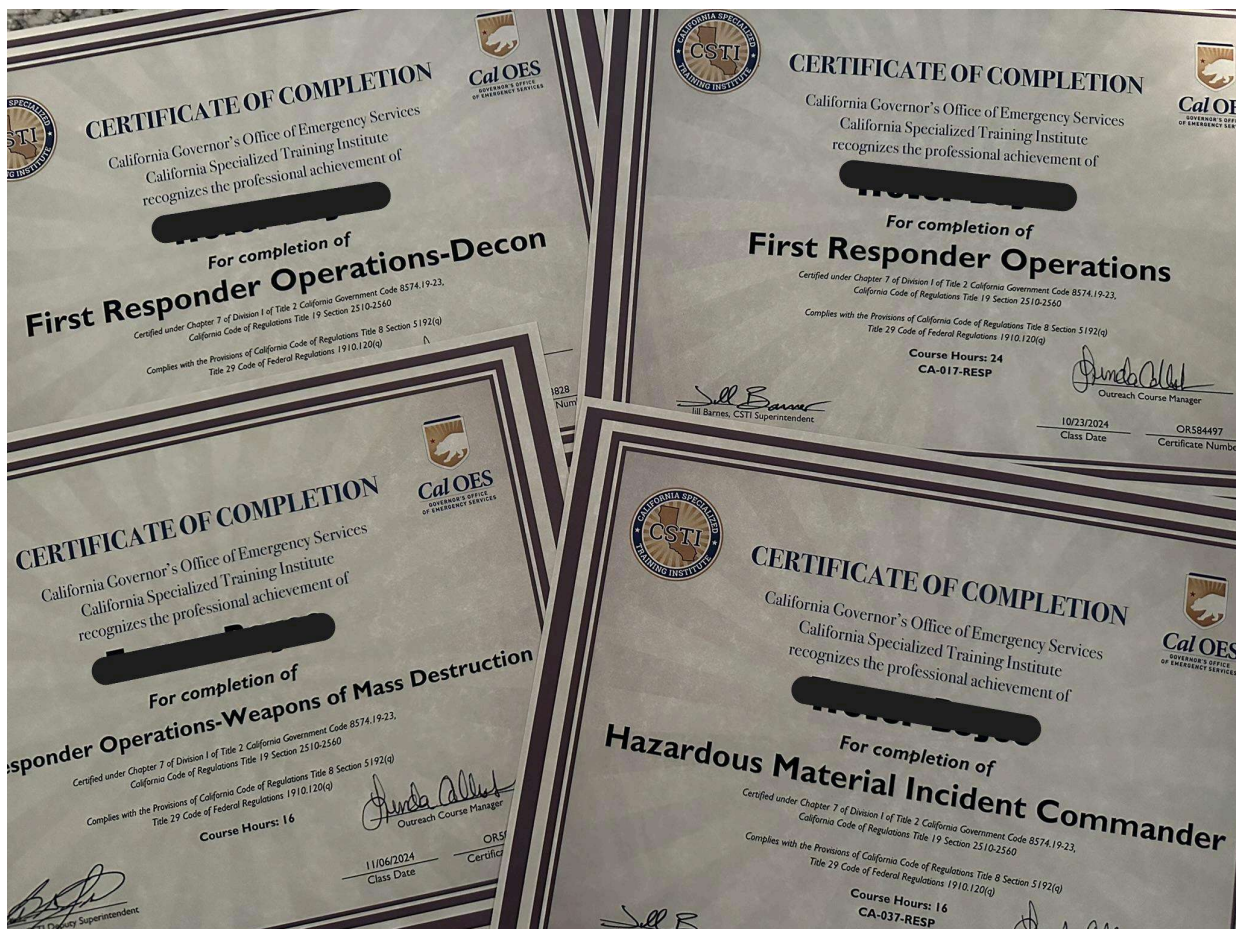 CERTIFICATE OF COMPLETION
California Governor's Office of Emergency Services
California Specialized Training Institute
recognizes the professional achievement of
For completion of
First Responder Operations-Decon
Certified under Chapter 7 of Division I of Title 2 California Government Code 8574.19-23,
California Code of Regulations Title 19 Section 2510-2560
Complies with the Provisions of California Code of Regulations Title 8 Section 5192(q)
Title 29 Code of Federal Regulations 1910.120(q)
Cal OES
GOVERNOR'S OFFICE
OF EMERGENCY SERVICES
CALIFORNIA SPECIALIZED
CSTI
TRAINING INSTITUTE
CERTIFICATE OF COMPLETION
California Governor's Office of Emergency Services
California Specialized Training Institute
recognizes the professional achievement of
For completion of
First Responder Operations
Certified under Chapter 7 of Division I of Title 2 California Government Code 8574.19-23,
California Code of Regulations Title 19 Section 2510-2560
Complies with the Provisions of California Code of Regulations Title 8 Section 5192(q)
Title 29 Code of Federal Regulations 1910.120(q)
Course Hours: 24
CA-017-RESP
Jill Barnes, CSTI Superintendent
Outreach Course Manager
10/23/2024
Class Date
OR584497
Certificate Numbe
CERTIFICATE OF COMPLETION
California Governor's Office of Emergency Services
California Specialized Training Institute
recognizes the professional achievement of
For completion of
sponder Operations-Weapons of Mass Destruction
Certified under Chapter 7 of Division I of Title 2 California Government Code 8574.19-23,
California Code of Regulations Title 19 Section 2510-2560
Complies with the Provisions of California Code of Regulations Title 8 Section 5192(q)
Title 29 Code of Federal Regulations 1910.120(q)
Course Hours: 16
Outreach Course Manager
11/06/2024
Class Date
Deputy Superintendent
Cal OES
GOVERNOR'S OFFICE
OF EMERGENCY SERVICES
CALIFORNIA SPECIALIZED
CSTI
TRAINING INSTITUTE
CERTIFICATE OF COMPLETION
California Governor's Office of Emergency Services
California Specialized Training Institute
recognizes the professional achievement of
For completion of
Hazardous Material Incident Commander
Certified under Chapter 7 of Division I of Title 2 California Government Code 8574.19-23,
California Code of Regulations Title 19 Section 2510-2560
Complies with the Provisions of California Code of Regulations Title 8 Section 5192(q)
Title 29 Code of Federal Regulations 1910.120(q)
Course Hours: 16
CA-037-RESP
Cal OES
GOVERNOR'S OFFICE
OF EMERGENCY SERVICES